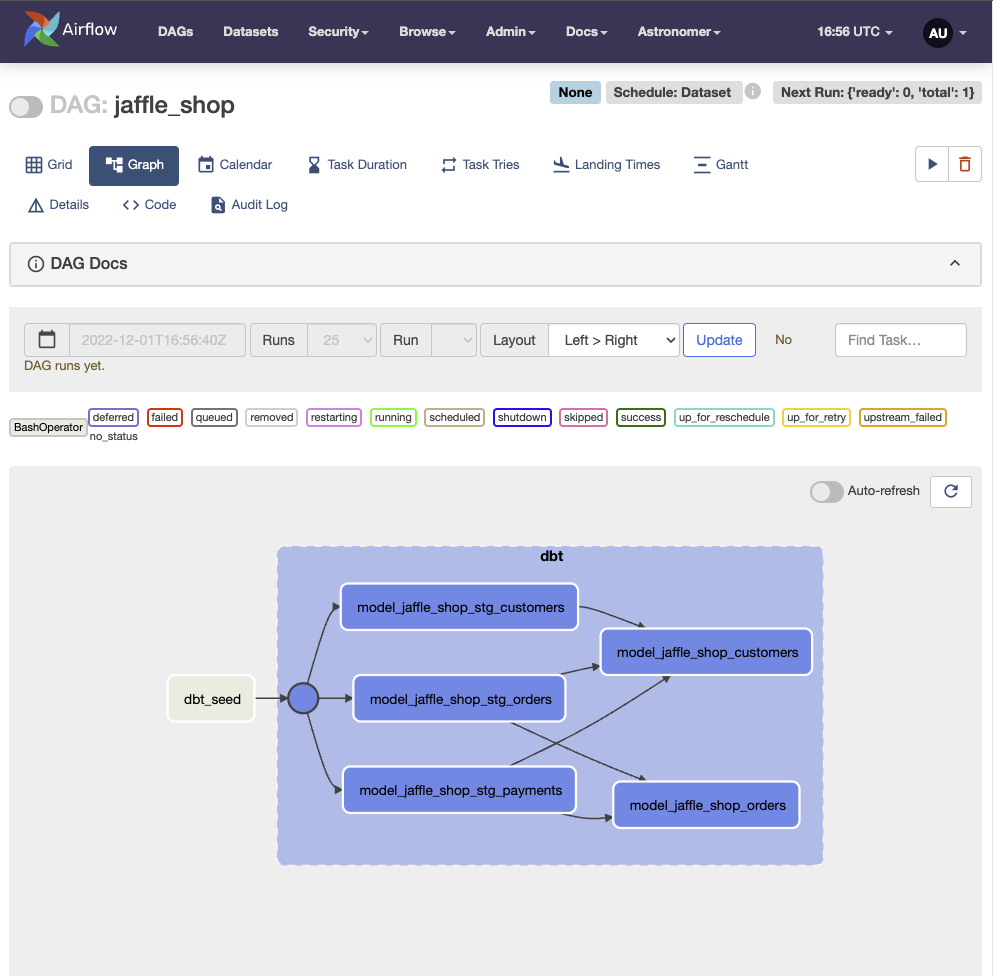 Airflow DAGs Datasets Security Browse Admin Docs Astronomer 16:56 UTC AU
DAG: jaffle_shop None Schedule: Dataset i Next Run: {'ready': 0, 'total': 1}
Grid Graph Calendar Task Duration Task Tries Landing Times Gantt
Details Code Audit Log
DAG Docs
2022-12-01T16:56:40Z Runs 25 Run Layout Left > Right Update No Find Task...
DAG runs yet.
BashOperator deferred failed queued removed restarting running scheduled shutdown skipped success up_for_reschedule up_for_retry upstream_failed
no_status
Auto-refresh
dbt
model_jaffle_shop_stg_customers
model_jaffle_shop_customers
dbt_seed model_jaffle_shop_stg_orders
model_jaffle_shop_stg_payments
model_jaffle_shop_orders